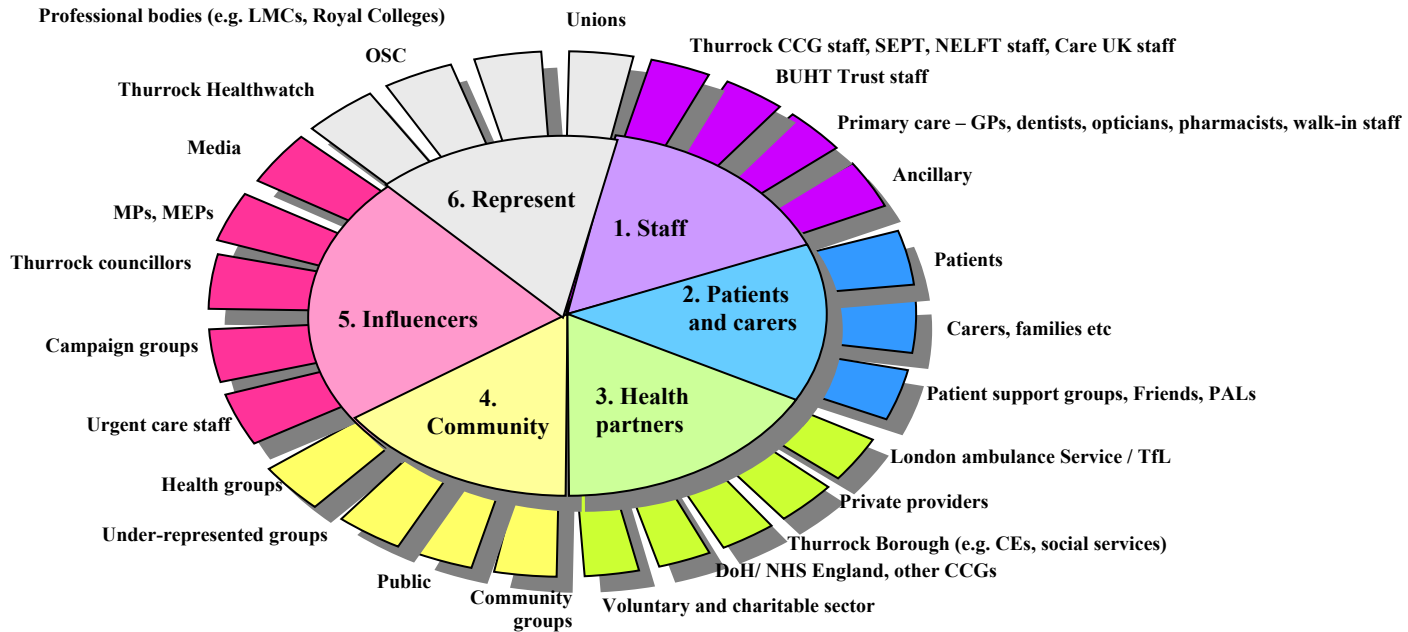 Professional bodies (e.g. LMCs, Royal Colleges)
Unions
OSC
Thurrock CCG staff, SEPT, NELFT staff, Care UK staff
BUHT Trust staff
Thurrock Healthwatch
Primary care – GPs, dentists, opticians, pharmacists, walk-in staff
Media
Ancillary
6. Represent
1. Staff
MPs, MEPs
Thurrock councillors
Patients
2. Patients
and carers
5. Influencers
Carers, families etc
Campaign groups
Patient support groups, Friends, PALs
4.
Community
3. Health
partners
Urgent care staff
London ambulance Service / TfL
Health groups
Private providers
Under-represented groups
Thurrock Borough (e.g. CEs, social services)
DoH/ NHS England, other CCGs
Public
Community
groups
Voluntary and charitable sector